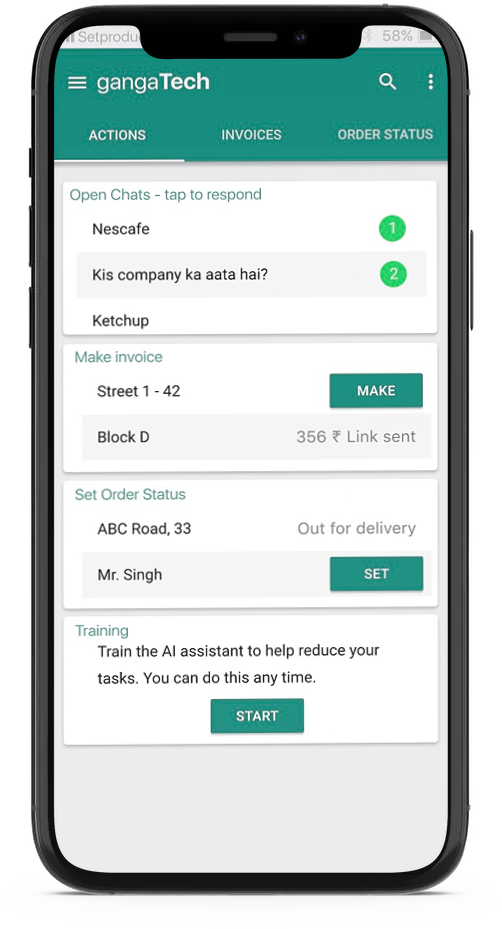 Setprodu
58%
gangaTech
ACTIONS INVOICES ORDER STATUS
Open Chats - tap to respond
Nescafe 1
Kis company ka aata hai? 2
Ketchup
Make invoice
Street 1 - 42 MAKE
Block D 356 ₹ Link sent
Set Order Status
ABC Road, 33 Out for delivery
Mr. Singh SET
Training
Train the AI assistant to help reduce your
tasks. You can do this any time.
START